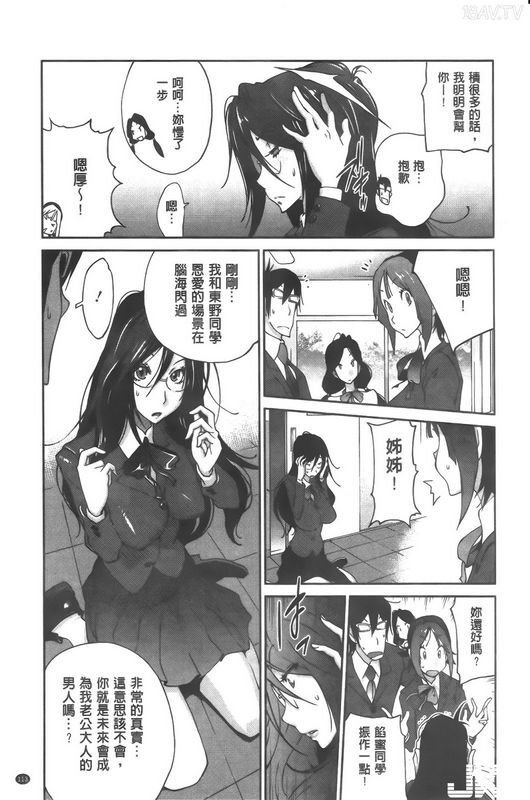 18AV.TV
積很多的話，
我明明會幫
你ー！
抱…
抱歉
呵呵…妳慢了
一步
嗯…
嗯厚～！
嗯嗯！
姊姊！
妳還好嗎？
餡蜜同學
振作一點！
剛剛…
我和東野同學
恩愛的場景在
腦海閃過
！
非常的真實…
這意思該不會，
你就是未來會成
為我老公大人的
男人嗎…？
113